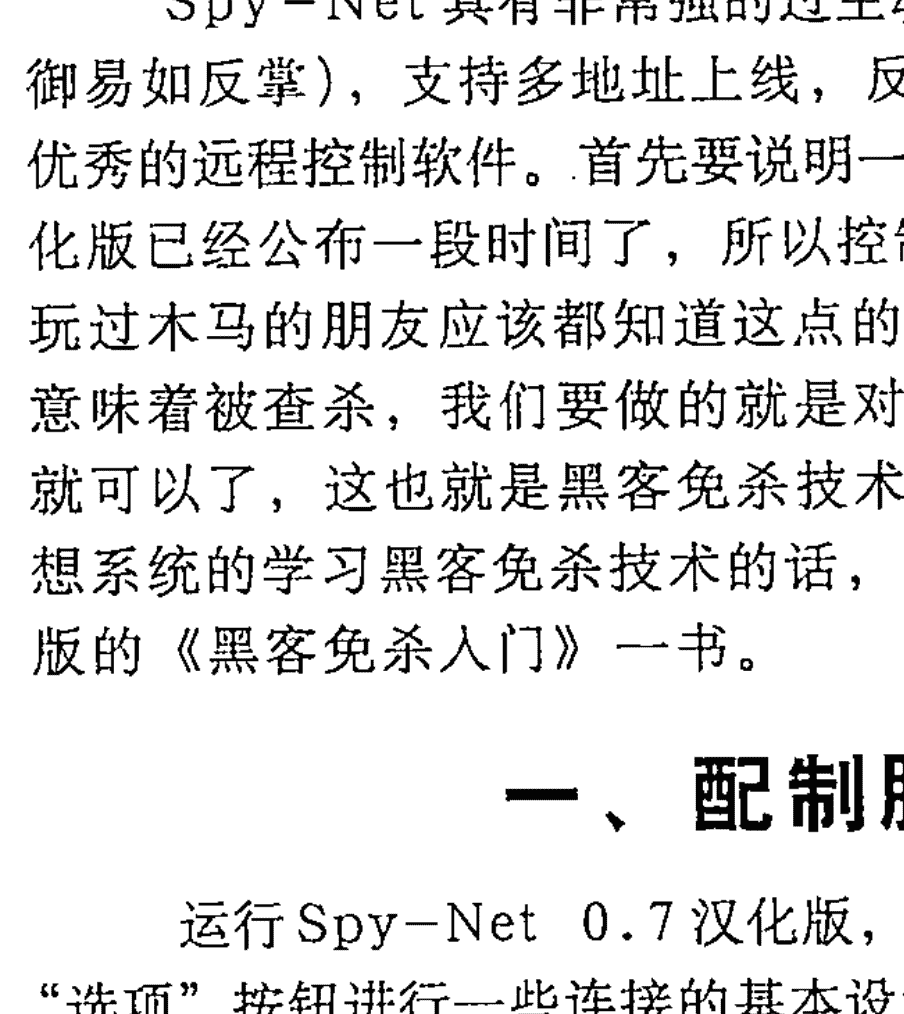 Spy-Net具有非常强的过主
御易如反掌)，支持多地址上线，反
优秀的远程控制软件。首先要说明一
化版已经公布一段时间了，所以控制
玩过木马的朋友应该都知道这点的
意味着被查杀，我们要做的就是对
就可以了，这也就是黑客免杀技术
想系统的学习黑客免杀技术的话，
版的《黑客免杀入门》一书。
一、配制服
运行Spy-Net 0.7汉化版，
“选项”按钮进行一些连接的基本设